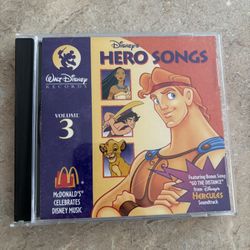 Disney's
HERO SONGS
WALT DISNEY
RECORDS
VOLUME
3
McDONALD'S®
CELEBRATES
DISNEY MUSIC
Featuring Bonus Song
"GO THE DISTANCE"
from Disney's
HERCULES
Soundtrack